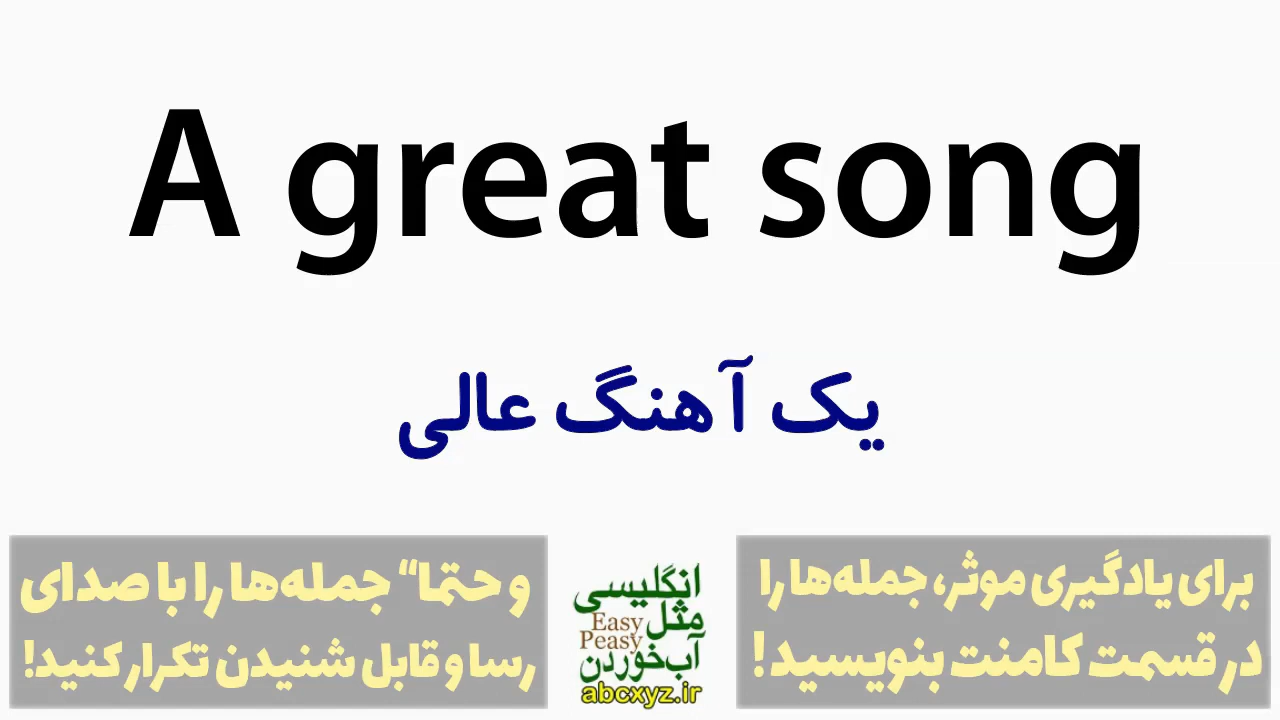 A great song
یک آهنگ عالی
برای یادگیری موثر، جمله‌ها را
در قسمت کامنت بنویسید !
انگلیسی
مثل
Easy
Peasy
آب‌خوردن
abcxyz.ir
و حتما“ جمله‌ها را با صدای
رسا و قابل شنیدن تکرار کنید!